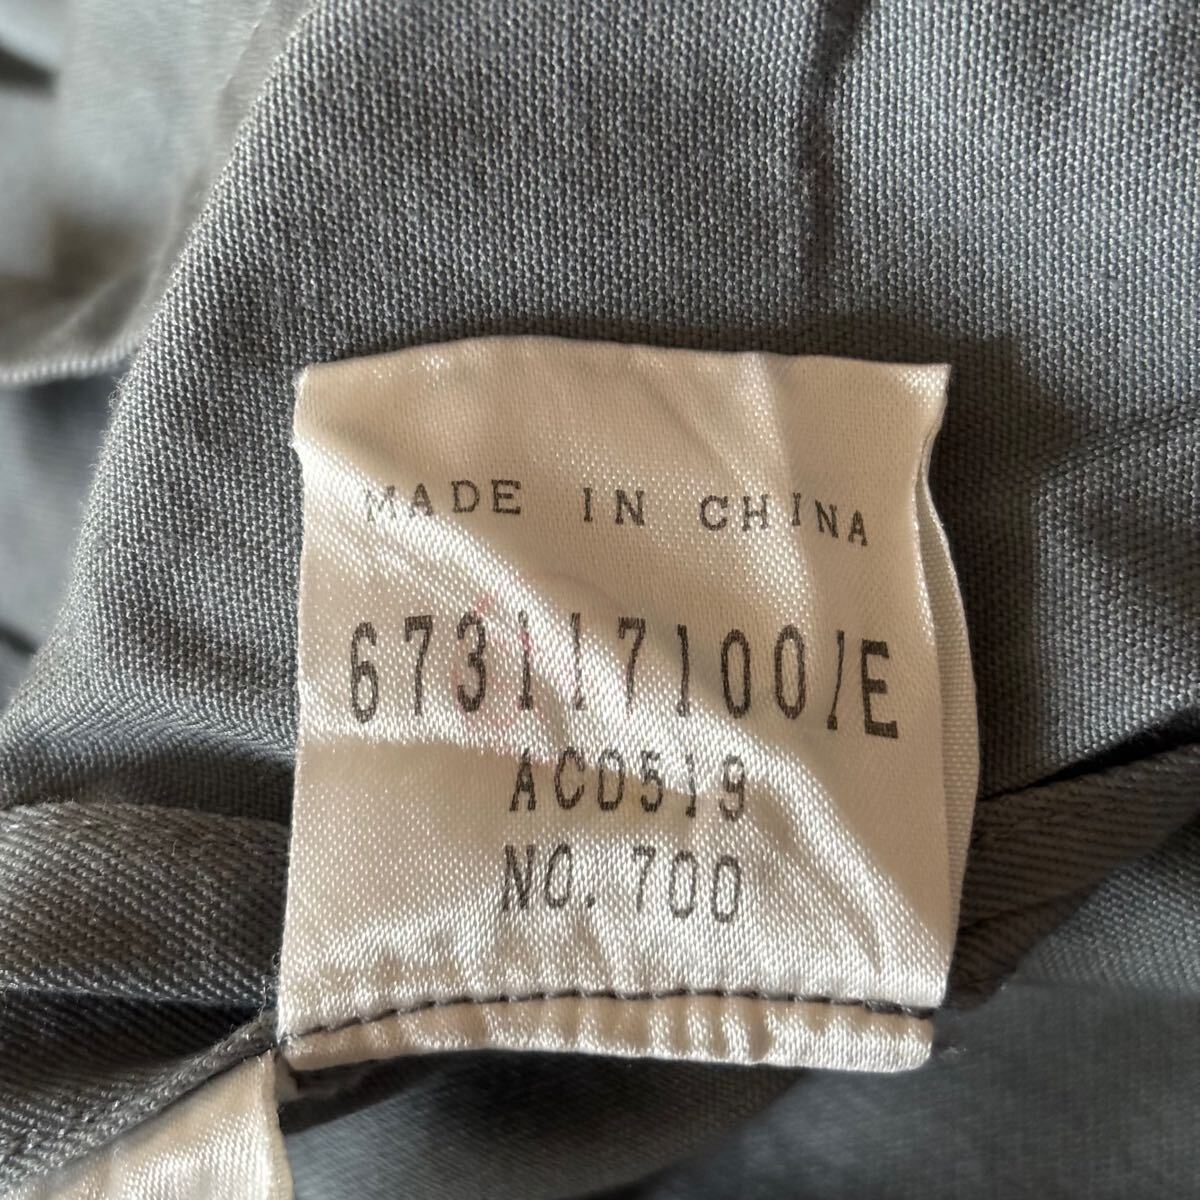 MADE IN CHINA
673117100/E
AC0519
NO. 700